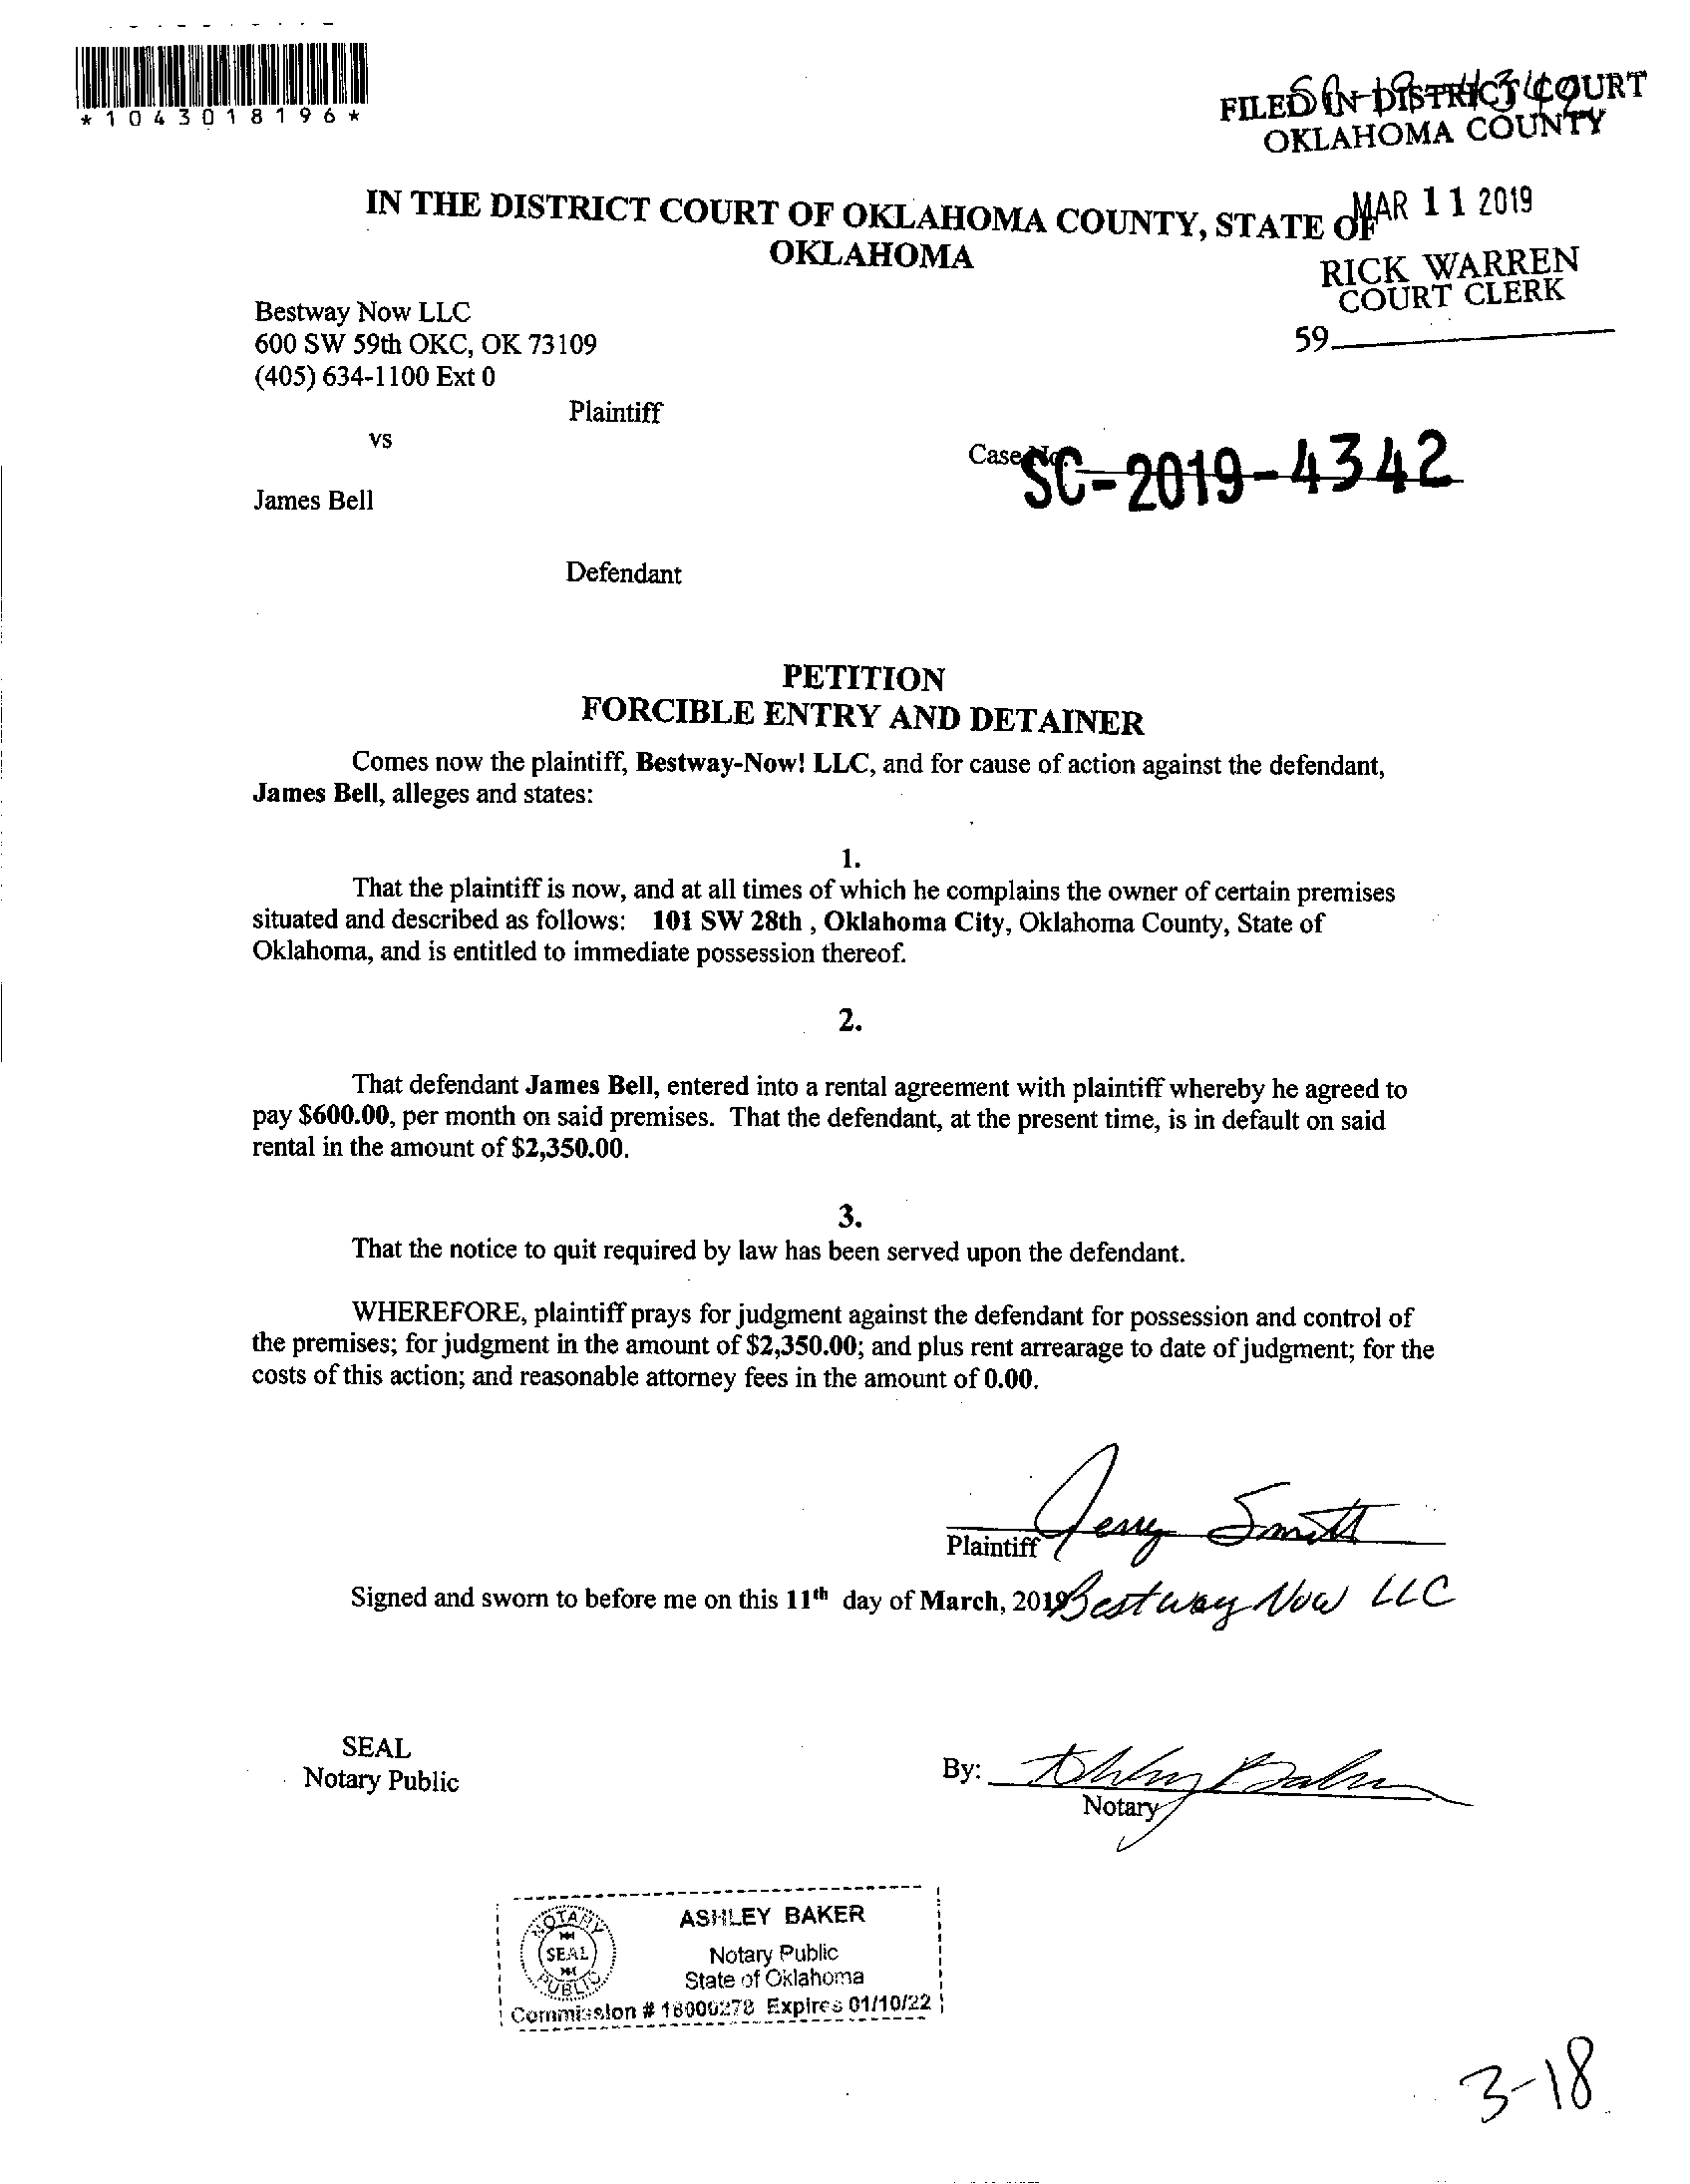 *1043018196*
SC-19-4342
FILED IN DISTRICT COURT
OKLAHOMA COUNTY
MAR 11 2019
RICK WARREN
COURT CLERK
59
IN THE DISTRICT COURT OF OKLAHOMA COUNTY, STATE OF
OKLAHOMA
Bestway Now LLC
600 SW 59th OKC, OK 73109
(405) 634-1100 Ext 0
Plaintiff
vs
Case No. SC-2019-4342
James Bell
Defendant
PETITION
FORCIBLE ENTRY AND DETAINER
Comes now the plaintiff, Bestway-Now! LLC, and for cause of action against the defendant,
James Bell, alleges and states:
1.
That the plaintiff is now, and at all times of which he complains the owner of certain premises
situated and described as follows: 101 SW 28th , Oklahoma City, Oklahoma County, State of
Oklahoma, and is entitled to immediate possession thereof.
2.
That defendant James Bell, entered into a rental agreement with plaintiff whereby he agreed to
pay $600.00, per month on said premises. That the defendant, at the present time, is in default on said
rental in the amount of $2,350.00.
3.
That the notice to quit required by law has been served upon the defendant.
WHEREFORE, plaintiff prays for judgment against the defendant for possession and control of
the premises; for judgment in the amount of $2,350.00; and plus rent arrearage to date of judgment; for the
costs of this action; and reasonable attorney fees in the amount of 0.00.
Jerry Smith
Plaintiff
Signed and sworn to before me on this 11th day of March, 2019 Bestway Now LLC
SEAL
Notary Public
By: Ashley Baker
Notary
NOTARY
SEAL
PUBLIC
ASHLEY BAKER
Notary Public
State of Oklahoma
Commission # 18000278 Expires 01/10/22
3-18